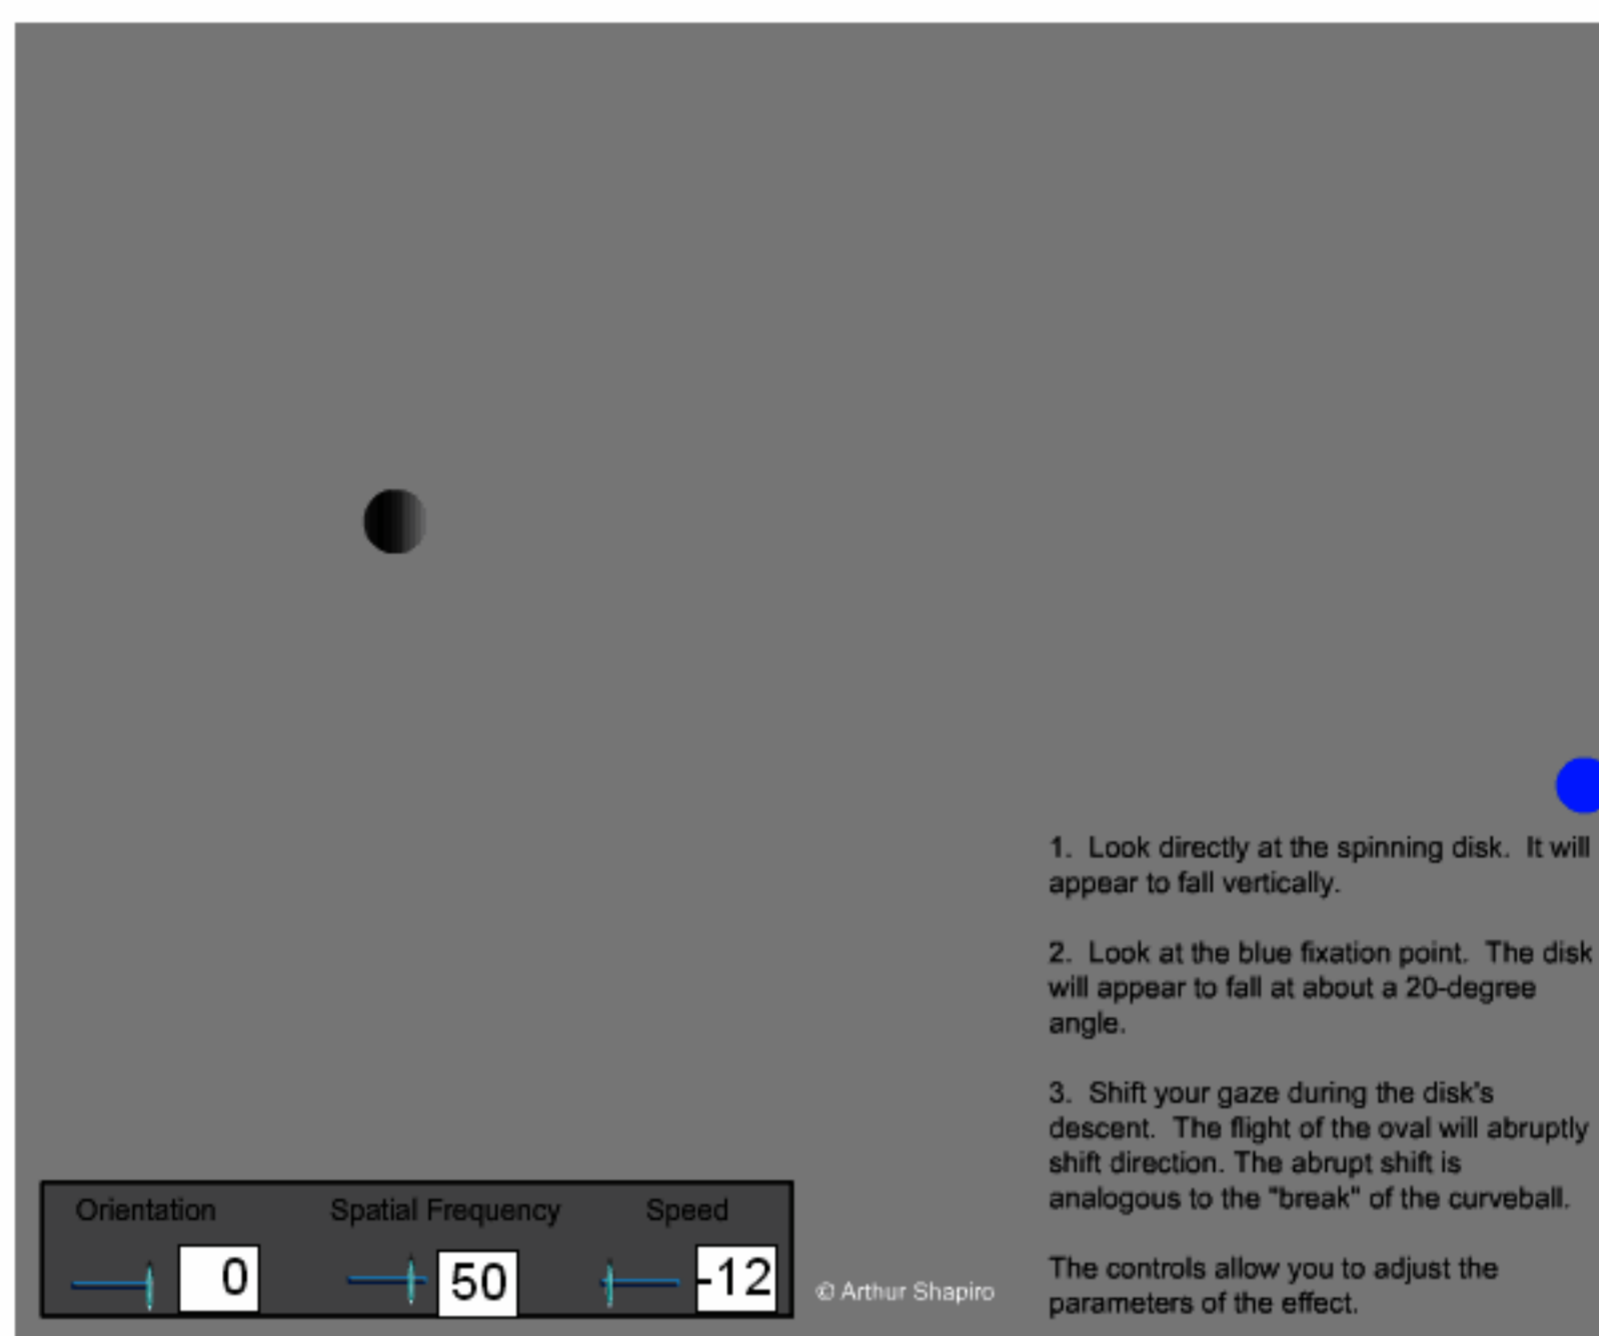 1.  Look directly at the spinning disk.  It will
appear to fall vertically.
2.  Look at the blue fixation point.  The disk
will appear to fall at about a 20-degree
angle.
3.  Shift your gaze during the disk's
descent.  The flight of the oval will abruptly
shift direction. The abrupt shift is
analogous to the "break" of the curveball.
The controls allow you to adjust the
parameters of the effect.
Orientation
0
Spatial Frequency
50
Speed
-12
© Arthur Shapiro